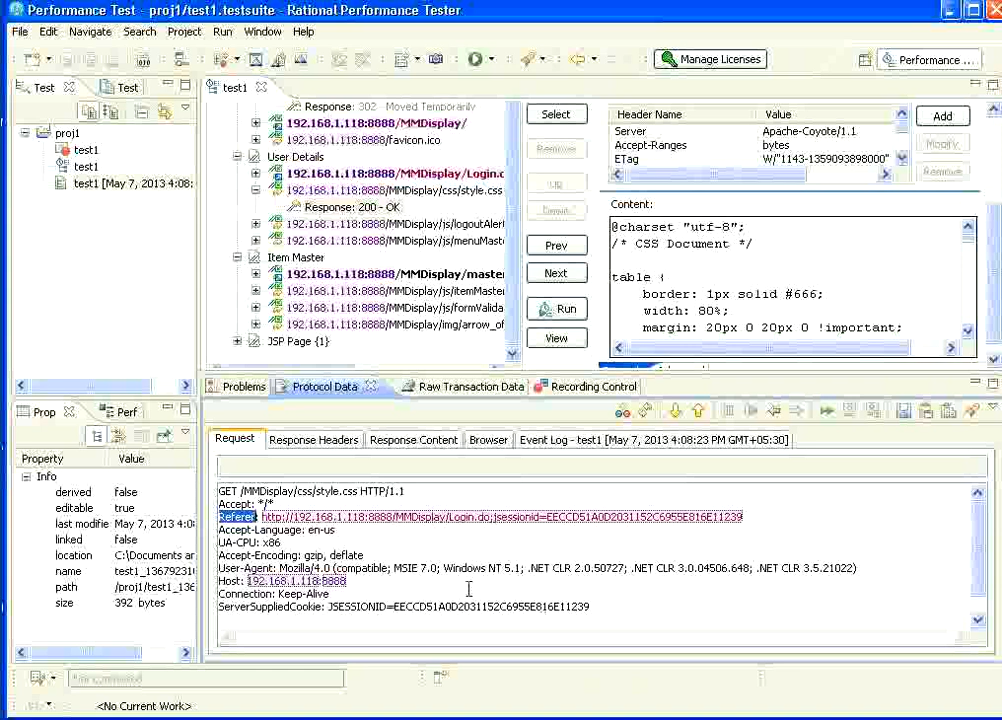 Performance Test - proj1/test1.testsuite - Rational Performance Tester
File Edit Navigate Search Project Run Window Help
Manage Licenses
Performance ...
Test
Test
proj1
test1
test1
test1 [May 7, 2013 4:08:
test1
Response: 302 - Moved Temporarily
192.168.1.118:8888/MMDisplay/
192.168.1.118:8888/favicon.ico
User Details
192.168.1.118:8888/MMDisplay/Login.c
192.168.1.118:8888/MMDisplay/css/style.css
Response: 200 - OK
192.168.1.118:8888/MMDisplay/js/logoutAler
192.168.1.118:8888/MMDisplay/js/menuMast
Item Master
192.168.1.118:8888/MMDisplay/master
192.168.1.118:8888/MMDisplay/js/itemMaster
192.168.1.118:8888/MMDisplay/js/formValida
192.168.1.118:8888/MMDisplay/img/arrow_of
JSP Page {1}
Select
Remove
Up
Prev
Next
Run
View
Header Name Value
Server Apache-Coyote/1.1
Accept-Ranges bytes
ETag W/"1143-1359093898000"
Add
Modify
Remove
Content:
@charset "utf-8";
/* CSS Document */
table {
border: 1px solid #666;
width: 80%;
margin: 20px 0 20px 0 !important;
Problems Protocol Data Raw Transaction Data Recording Control
Prop
Perf
Property Value
Info
derived false
editable true
last modifie May 7, 2013 4:0
linked false
location C:\Documents ar
name test1_13679231
path /proj1/test1_136
size 392 bytes
Request Response Headers Response Content Browser Event Log - test1 [May 7, 2013 4:08:23 PM GMT+05:30]
GET /MMDisplay/css/style.css HTTP/1.1
Accept: */*
Referer: http://192.168.1.118:8888/MMDisplay/Login.do;jsessionid=EECCD51A0D2031152C6955E816E11239
Accept-Language: en-us
UA-CPU: x86
Accept-Encoding: gzip, deflate
User-Agent: Mozilla/4.0 (compatible; MSIE 7.0; Windows NT 5.1; .NET CLR 2.0.50727; .NET CLR 3.0.04506.648; .NET CLR 3.5.21022)
Host: 192.168.1.118:8888
Connection: Keep-Alive
ServerSuppliedCookie: JSESSIONID=EECCD51A0D2031152C6955E816E11239
<No Current Work>